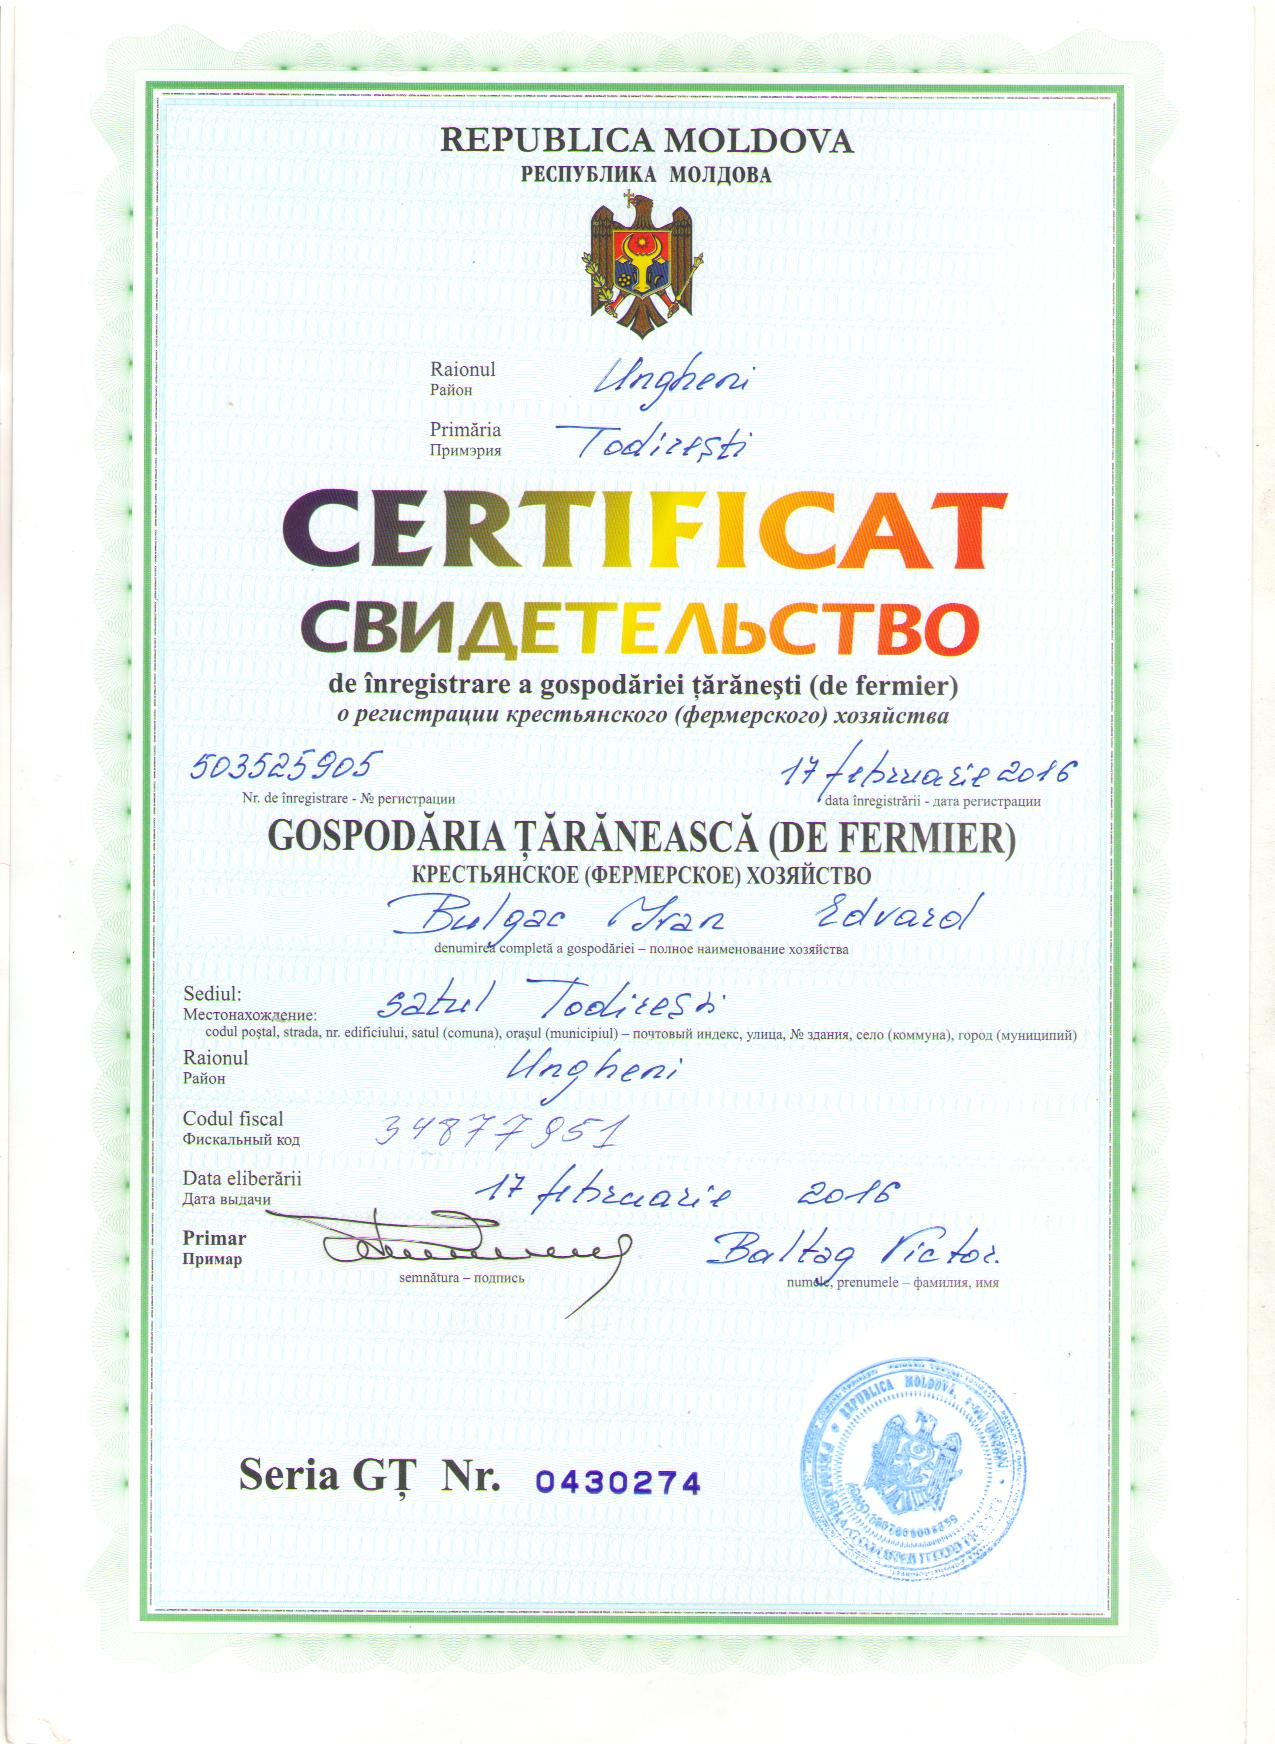 REPUBLICA MOLDOVA
РЕСПУБЛИКА МОЛДОВА
Raionul Ungheni
Район
Primăria Todirești
Примэрия
CERTIFICAT
СВИДЕТЕЛЬСТВО
de înregistrare a gospodăriei țărăneşti (de fermier)
о регистрации крестьянского (фермерского) хозяйства
503525905 17 februarie 2016
Nr. de înregistrare - № регистрации data înregistrării - дата регистрации
GOSPODĂRIA ȚĂRĂNEASCĂ (DE FERMIER)
КРЕСТЬЯНСКОЕ (ФЕРМЕРСКОЕ) ХОЗЯЙСТВО
Bulgac Ivan Edvard
denumirea completă a gospodăriei – полное наименование хозяйства
Sediul: satul Todirești
Местонахождение:
codul poştal, strada, nr. edificiului, satul (comuna), oraşul (municipiul) – почтовый индекс, улица, № здания, село (коммуна), город (муниципий)
Raionul Ungheni
Район
Codul fiscal 34877951
Фискальный код
Data eliberării 17 februarie 2016
Дата выдачи
Primar Baltag Victor.
Примар
semnătura – подпись numele, prenumele – фамилия, имя
REPUBLICA MOLDOVA
Seria GȚ Nr. 0430274